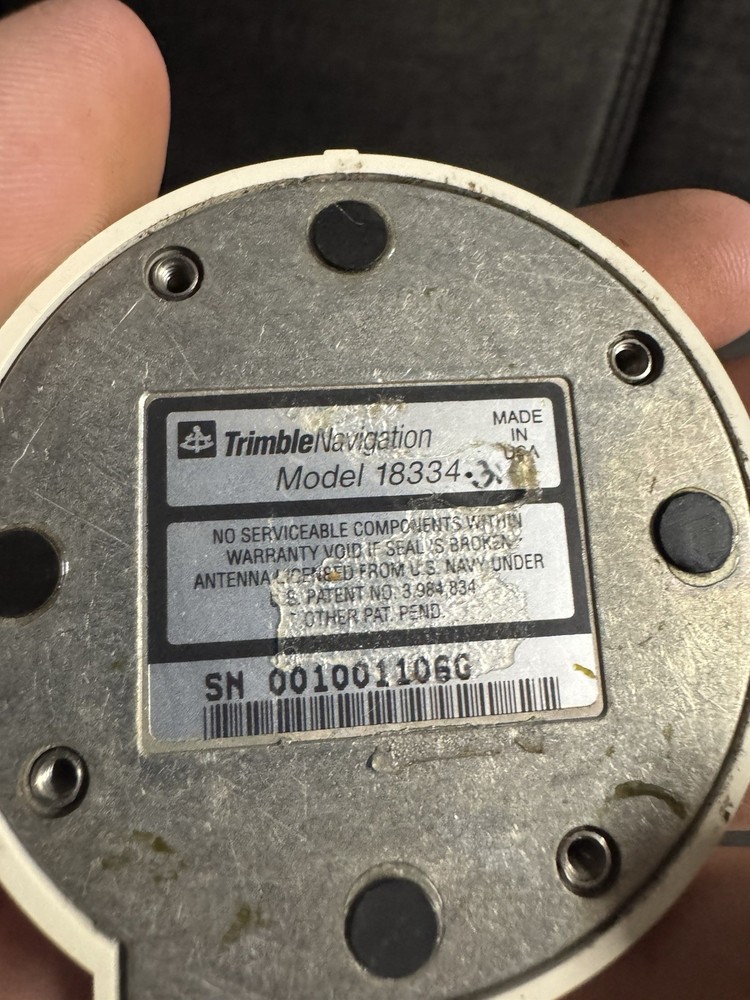 TrimbleNavigation
MADE
IN
USA
Model 18334
NO SERVICEABLE COMPONENTS WITHIN
WARRANTY VOID IF SEAL IS BROKEN
ANTENNA LICENSED FROM U.S. NAVY UNDER
PATENT NO. 3,984,834
OTHER PAT. PEND.
SN